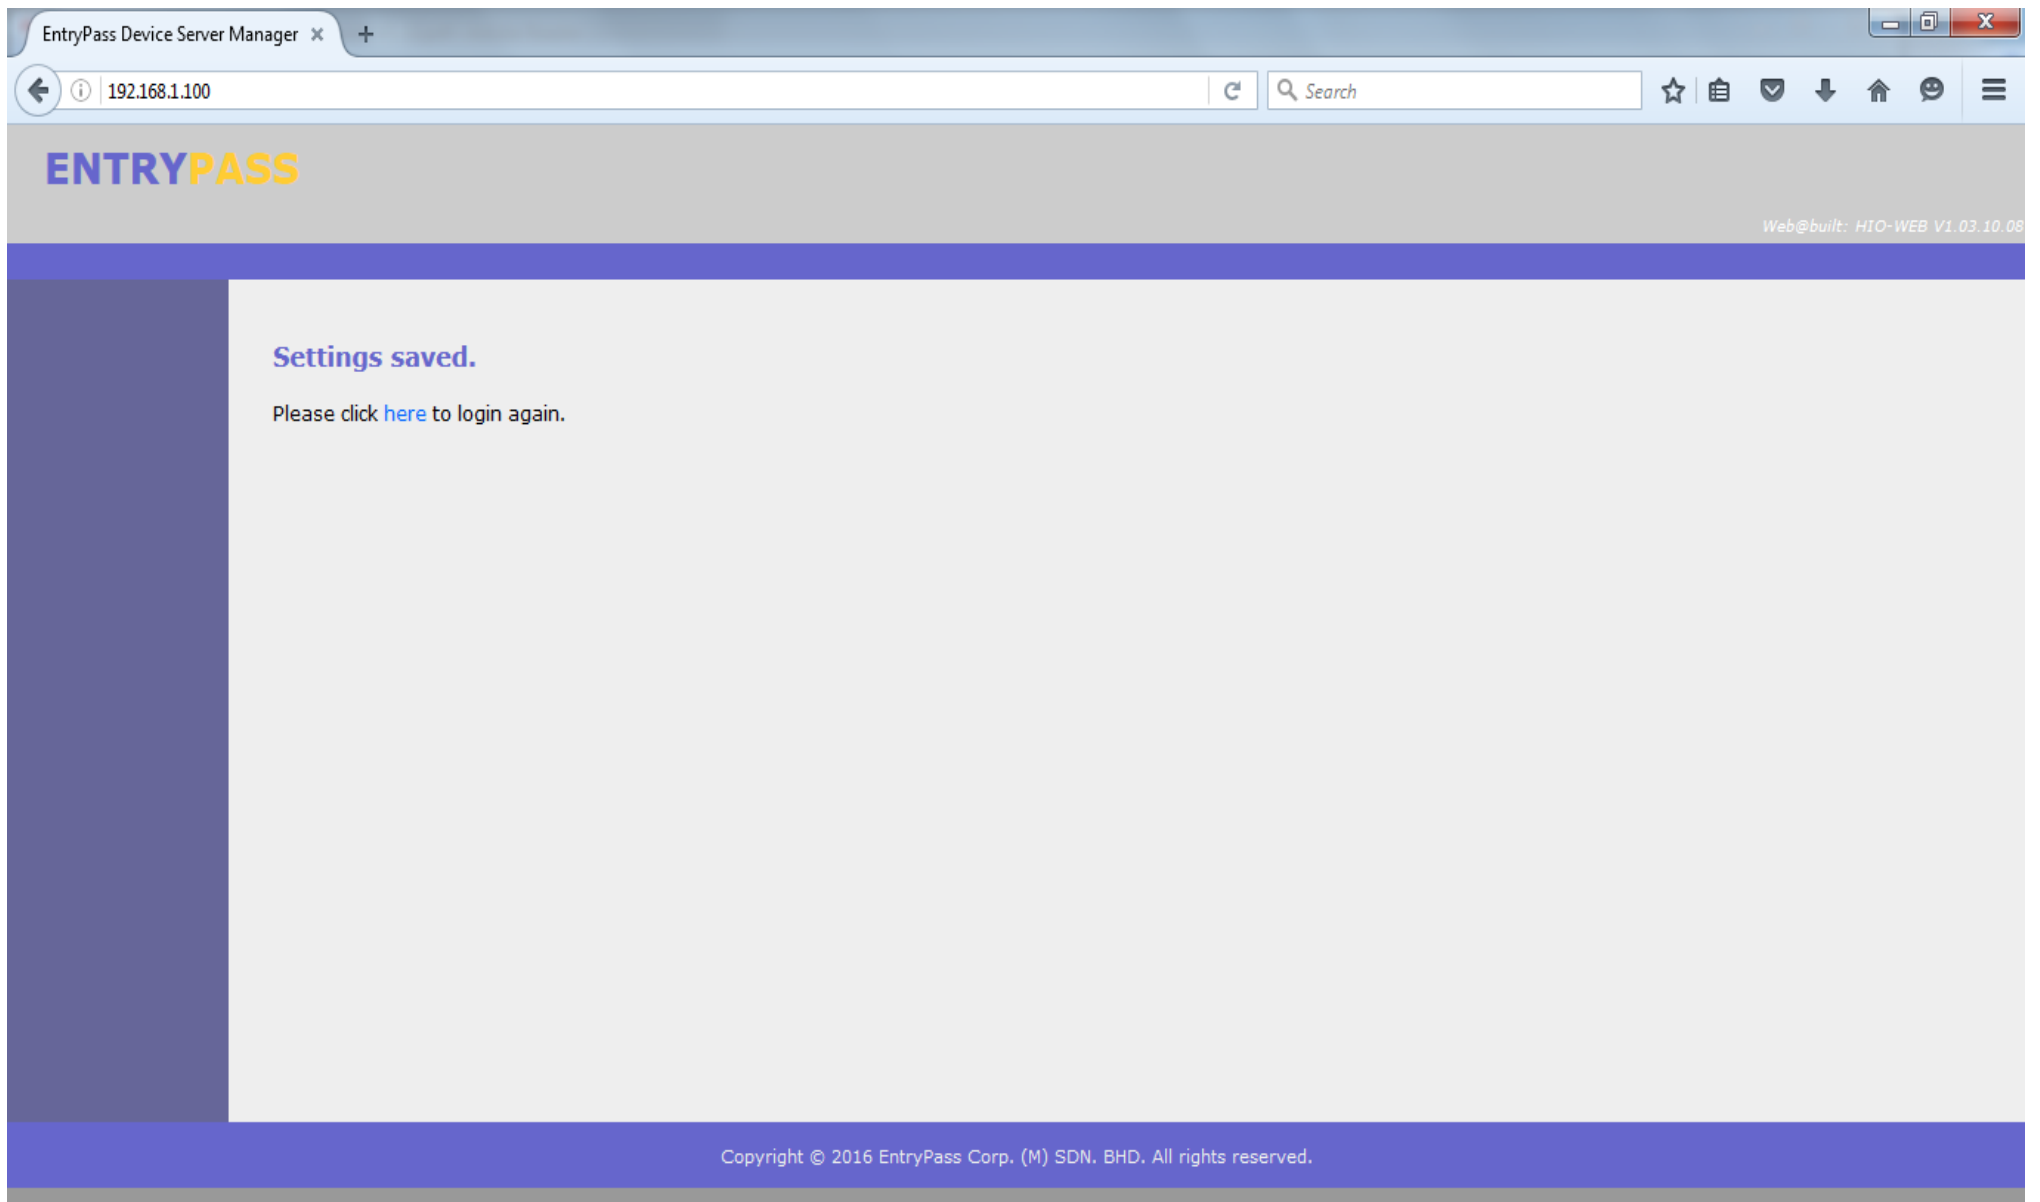 EntryPass Device Server Manager
192.168.1.100
Search
ENTRYPASS
Web@built: HIO-WEB V1.03.10.08
Settings saved.
Please click here to login again.
Copyright © 2016 EntryPass Corp. (M) SDN. BHD. All rights reserved.